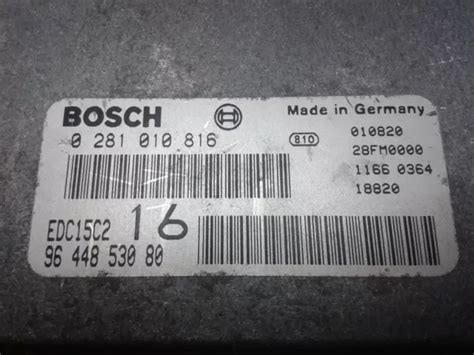 BOSCH
Made in Germany
0 281 010 816
810
010820
28FM0000
1166 0364
18820
EDC15C2
16
96 448 530 80